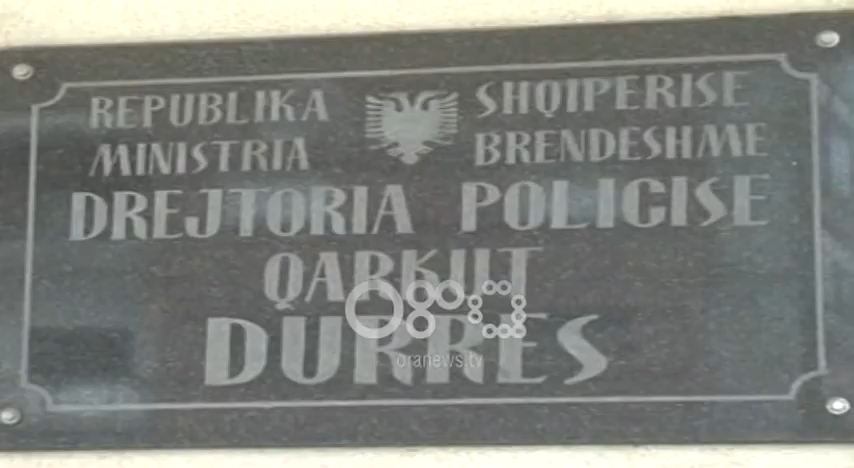 REPUBLIKA SHQIPERISE
MINISTRIA BRENDESHME
DREJTORIA POLICISE
QARKUT
DURRES
oranews.tv